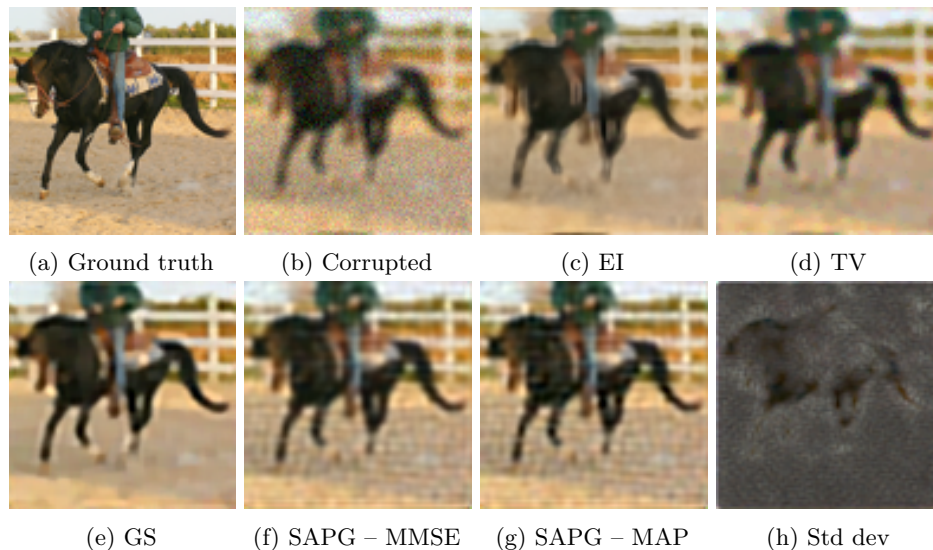 (a) Ground truth
(b) Corrupted
(c) EI
(d) TV
(e) GS
(f) SAPG – MMSE
(g) SAPG – MAP
(h) Std dev